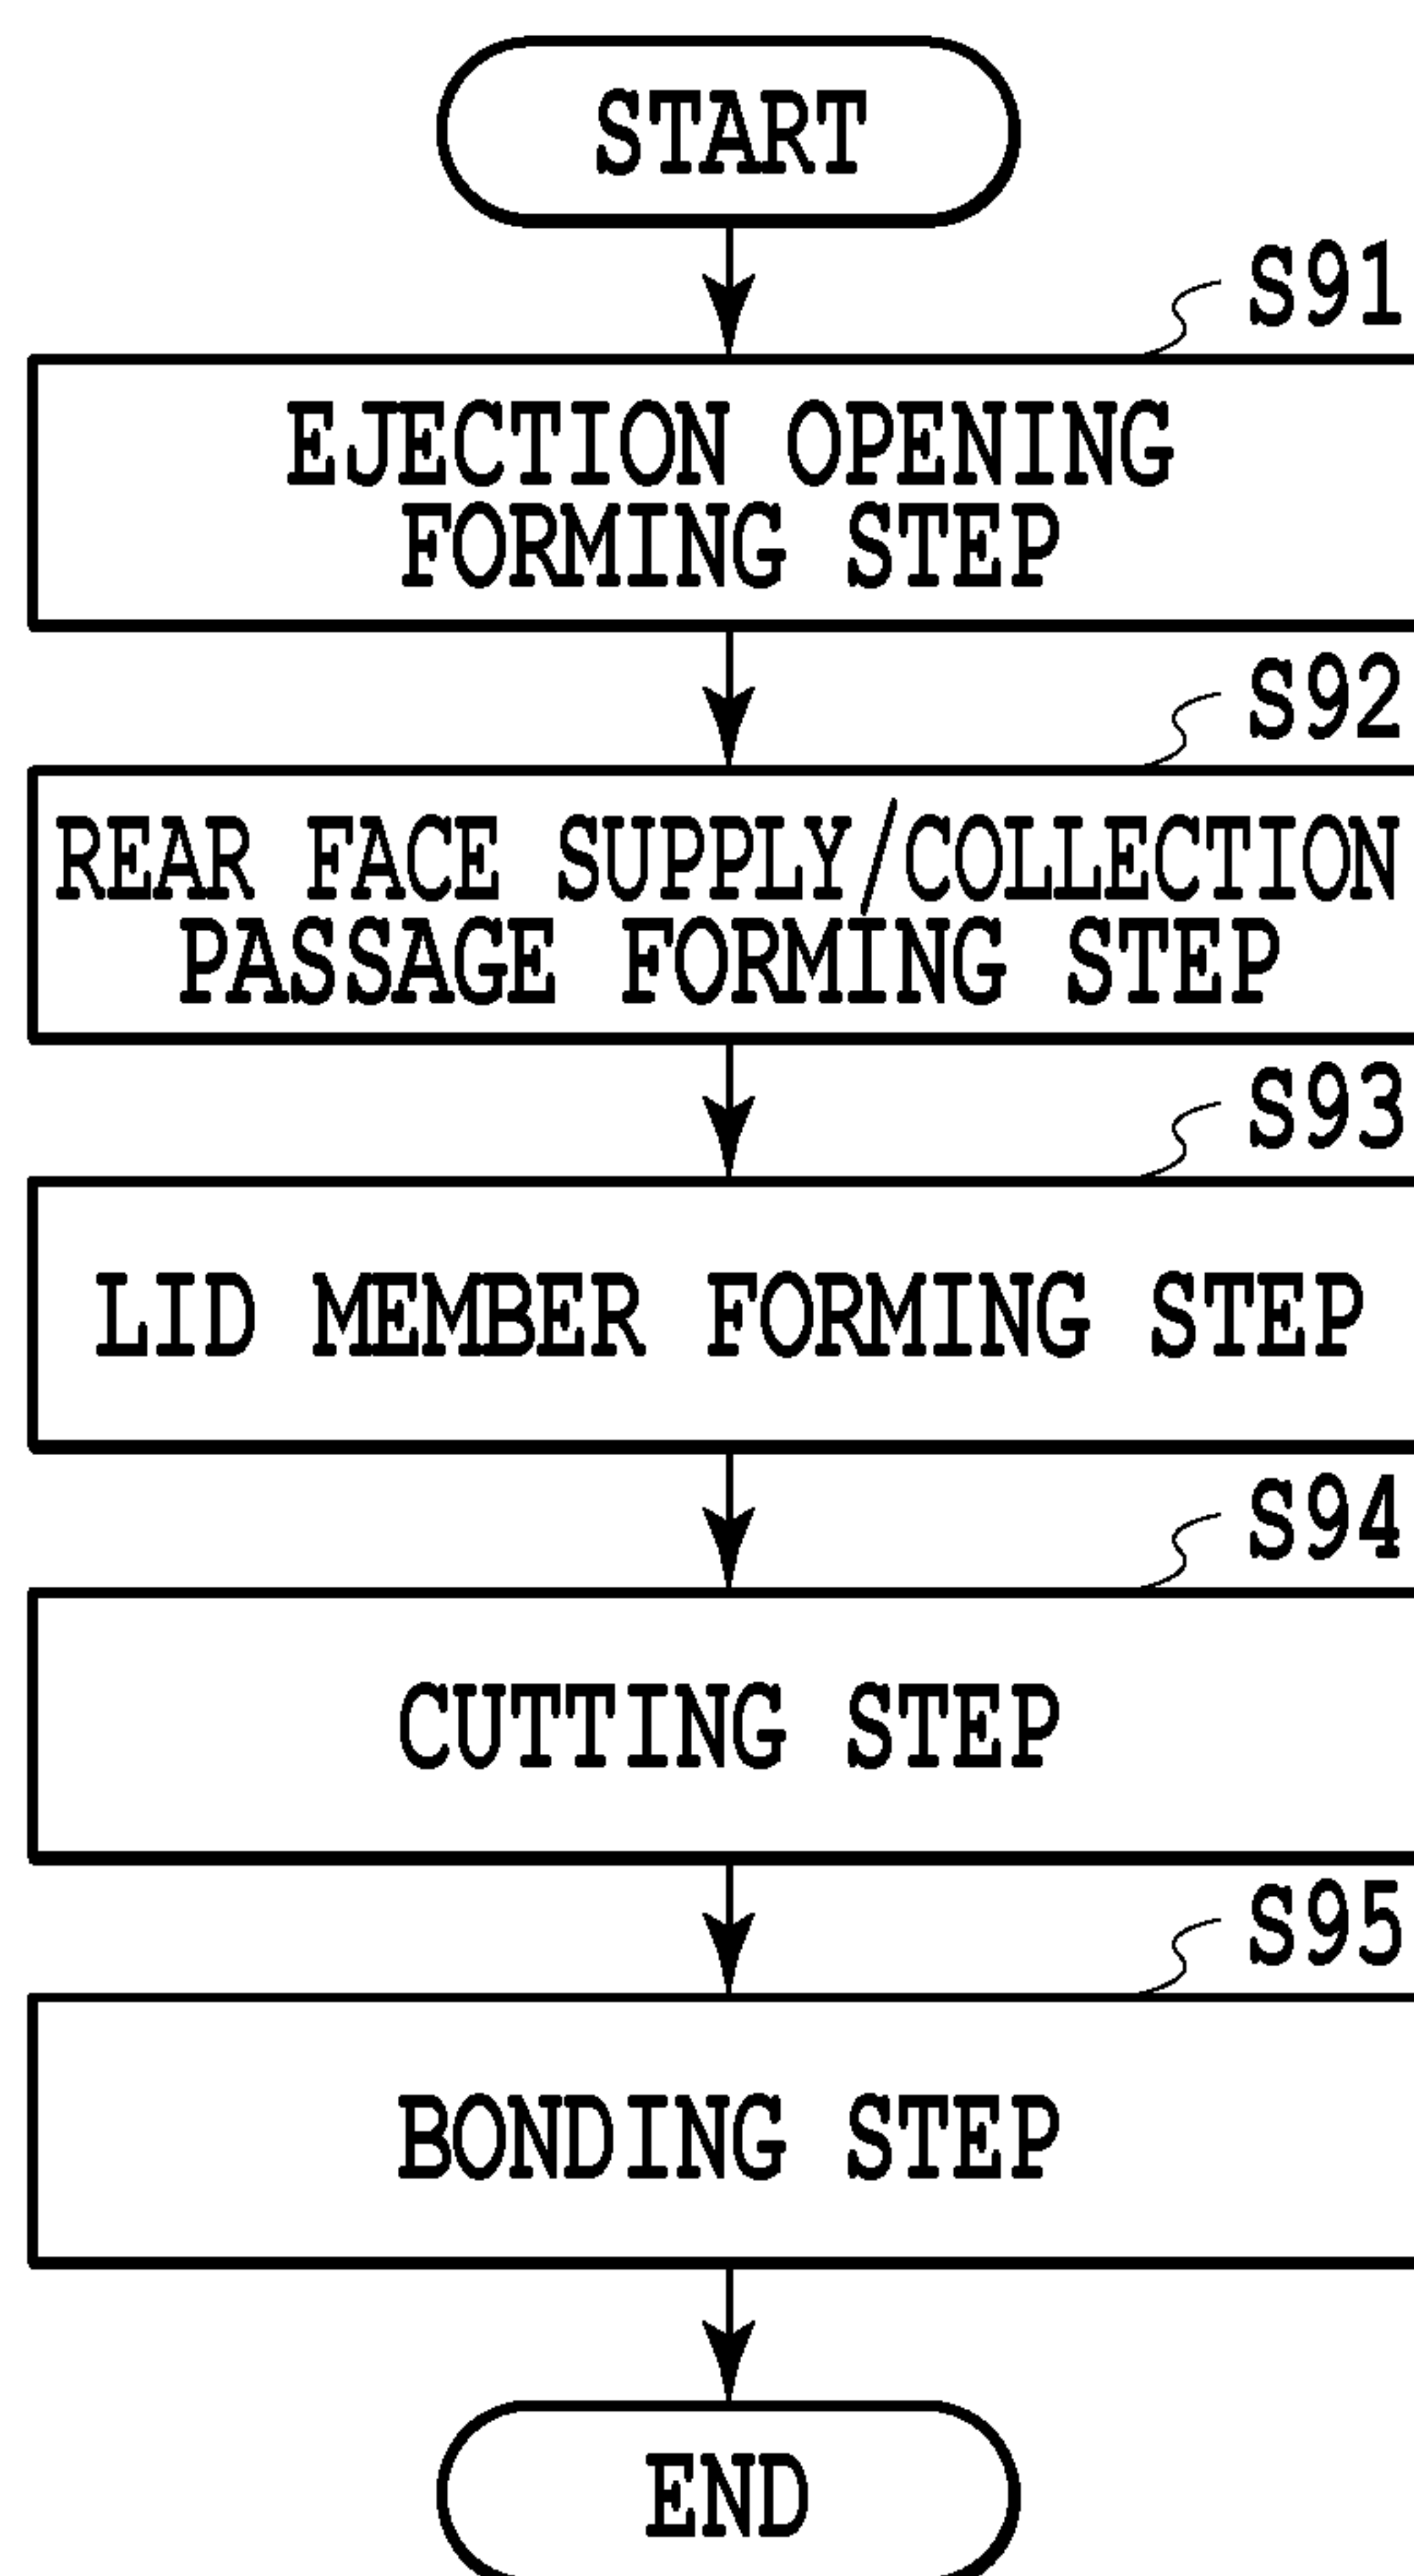 START
S91
EJECTION OPENING
FORMING STEP
S92
REAR FACE SUPPLY/COLLECTION
PASSAGE FORMING STEP
S93
LID MEMBER FORMING STEP
S94
CUTTING STEP
S95
BONDING STEP
END